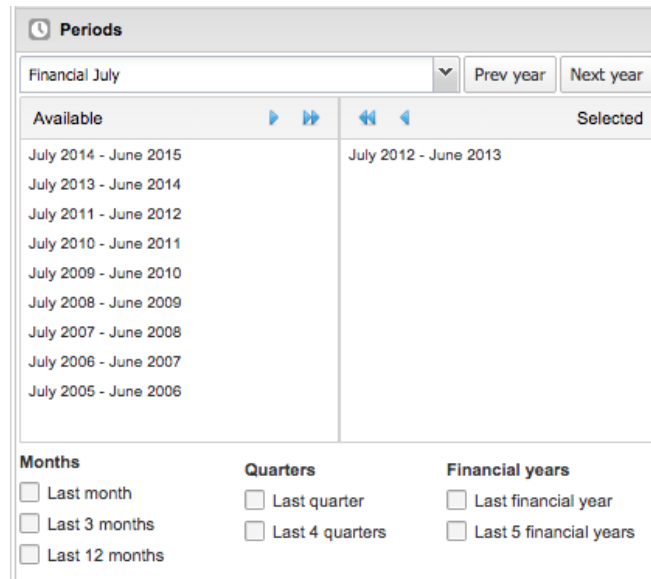 Periods
Financial July
Prev year
Next year
Available
Selected
July 2014 - June 2015
July 2013 - June 2014
July 2011 - June 2012
July 2010 - June 2011
July 2009 - June 2010
July 2008 - June 2009
July 2007 - June 2008
July 2006 - June 2007
July 2005 - June 2006
July 2012 - June 2013
Months
Last month
Last 3 months
Last 12 months
Quarters
Last quarter
Last 4 quarters
Financial years
Last financial year
Last 5 financial years